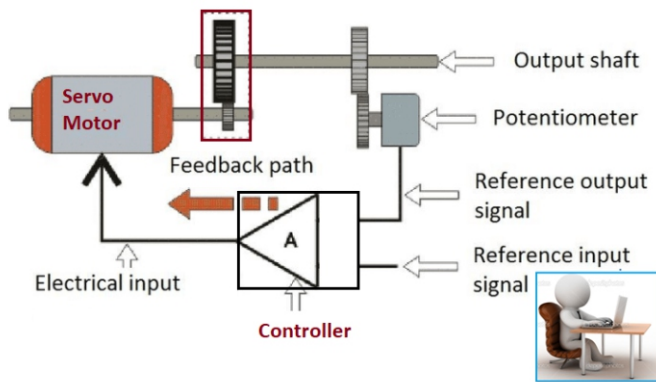 Output shaft
Servo
Motor
Potentiometer
Feedback path
Reference output
signal
A
Reference input
signal
Electrical input
Controller